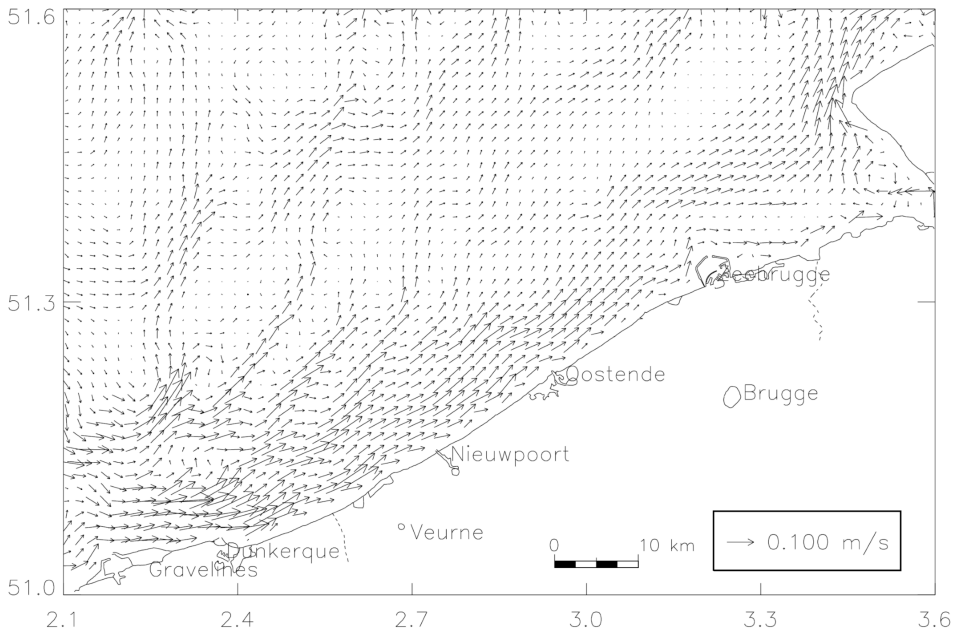 51.6
51.3
Zeebrugge
Oostende
Brugge
Nieuwpoort
Veurne
Dunkerque
Gravelines
0 10 km
0.100 m/s
51.0
2.1 2.4 2.7 3.0 3.3 3.6